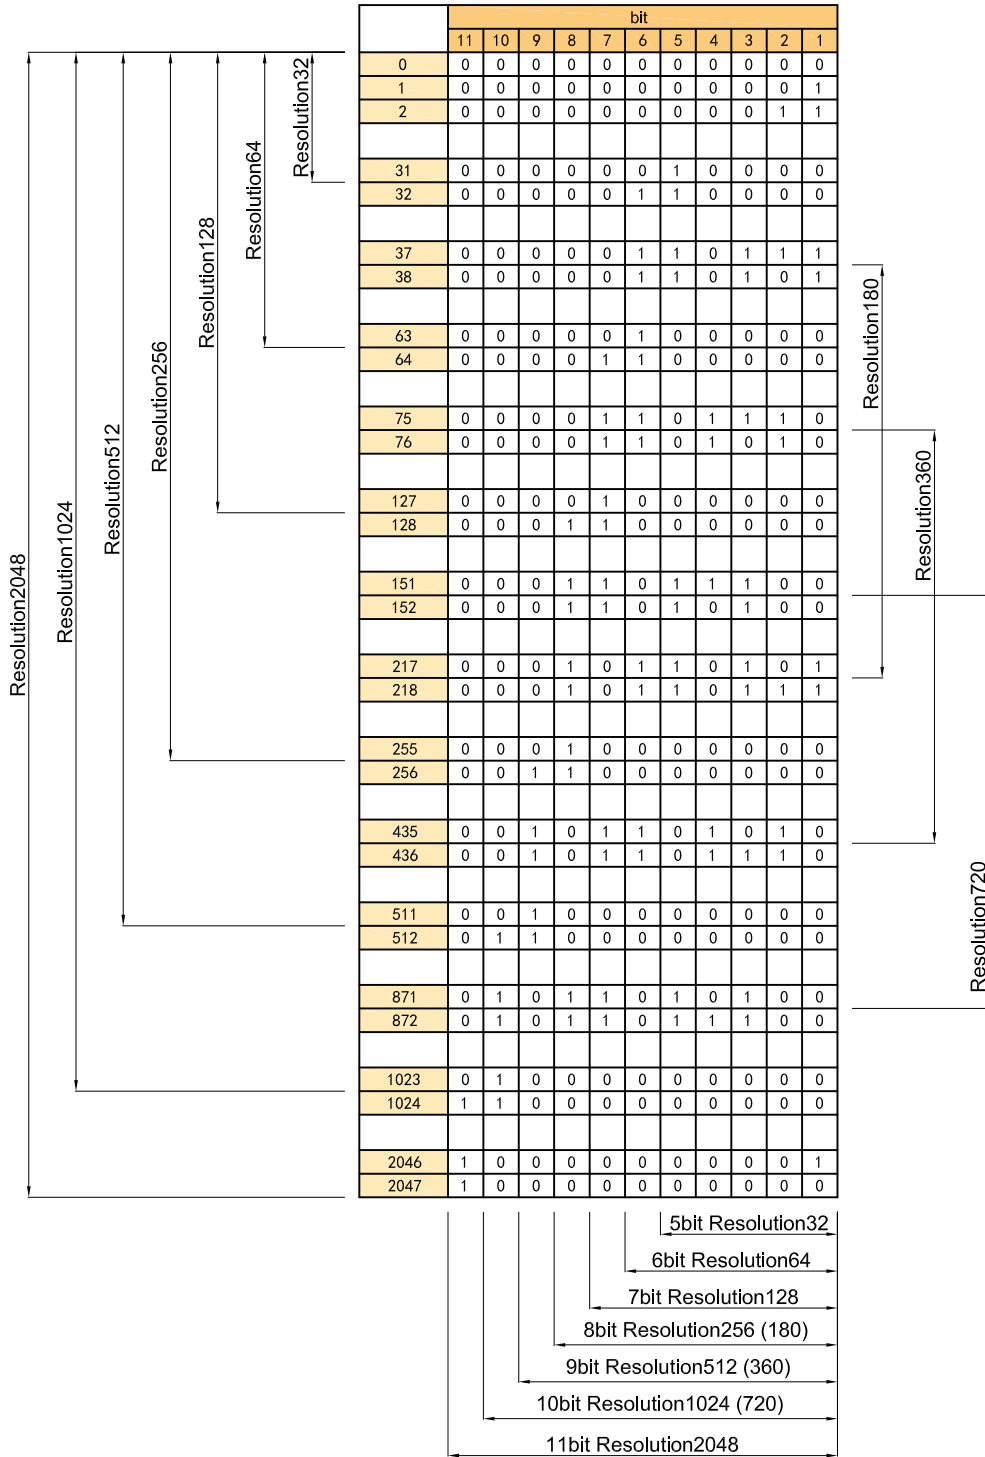 bit
11 10 9 8 7 6 5 4 3 2 1
0 0 0 0 0 0 0 0 0 0 0 0
1 0 0 0 0 0 0 0 0 0 0 1
2 0 0 0 0 0 0 0 0 0 1 1
31 0 0 0 0 0 0 1 0 0 0 0
32 0 0 0 0 0 1 1 0 0 0 0
37 0 0 0 0 0 1 1 0 1 1 1
38 0 0 0 0 0 1 1 0 1 0 1
63 0 0 0 0 0 1 0 0 0 0 0
64 0 0 0 0 1 1 0 0 0 0 0
75 0 0 0 0 1 1 0 1 1 1 0
76 0 0 0 0 1 1 0 1 0 1 0
127 0 0 0 0 1 0 0 0 0 0 0
128 0 0 0 1 1 0 0 0 0 0 0
151 0 0 0 1 1 0 1 1 1 0 0
152 0 0 0 1 1 0 1 0 1 0 0
217 0 0 0 1 0 1 1 0 1 0 1
218 0 0 0 1 0 1 1 0 1 1 1
255 0 0 0 1 0 0 0 0 0 0 0
256 0 0 1 1 0 0 0 0 0 0 0
435 0 0 1 0 1 1 0 1 0 1 0
436 0 0 1 0 1 1 0 1 1 1 0
511 0 0 1 0 0 0 0 0 0 0 0
512 0 1 1 0 0 0 0 0 0 0 0
871 0 1 0 1 1 0 1 0 1 0 0
872 0 1 0 1 1 0 1 1 1 0 0
1023 0 1 0 0 0 0 0 0 0 0 0
1024 1 1 0 0 0 0 0 0 0 0 0
2046 1 0 0 0 0 0 0 0 0 0 1
2047 1 0 0 0 0 0 0 0 0 0 0
Resolution2048
Resolution1024
Resolution512
Resolution256
Resolution128
Resolution64
Resolution32
Resolution180
Resolution360
Resolution720
5bit Resolution32
6bit Resolution64
7bit Resolution128
8bit Resolution256 (180)
9bit Resolution512 (360)
10bit Resolution1024 (720)
11bit Resolution2048